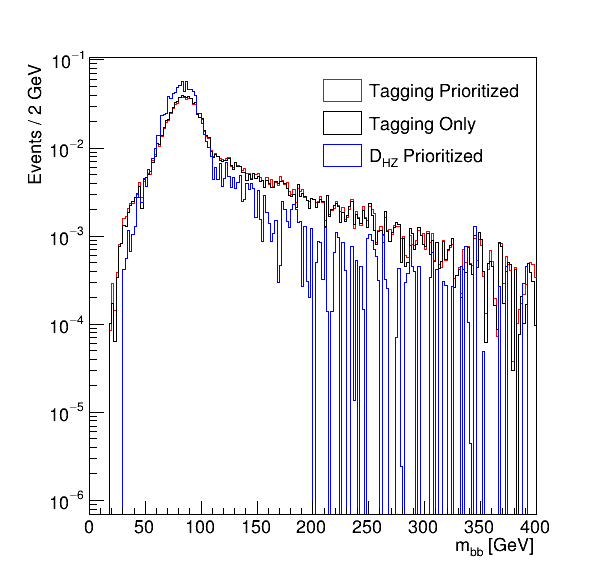 Events / 2 GeV
10⁻¹
10⁻²
10⁻³
10⁻⁴
10⁻⁵
10⁻⁶
Tagging Prioritized
Tagging Only
D_HZ Prioritized
0 50 100 150 200 250 300 350 400
m_bb [GeV]